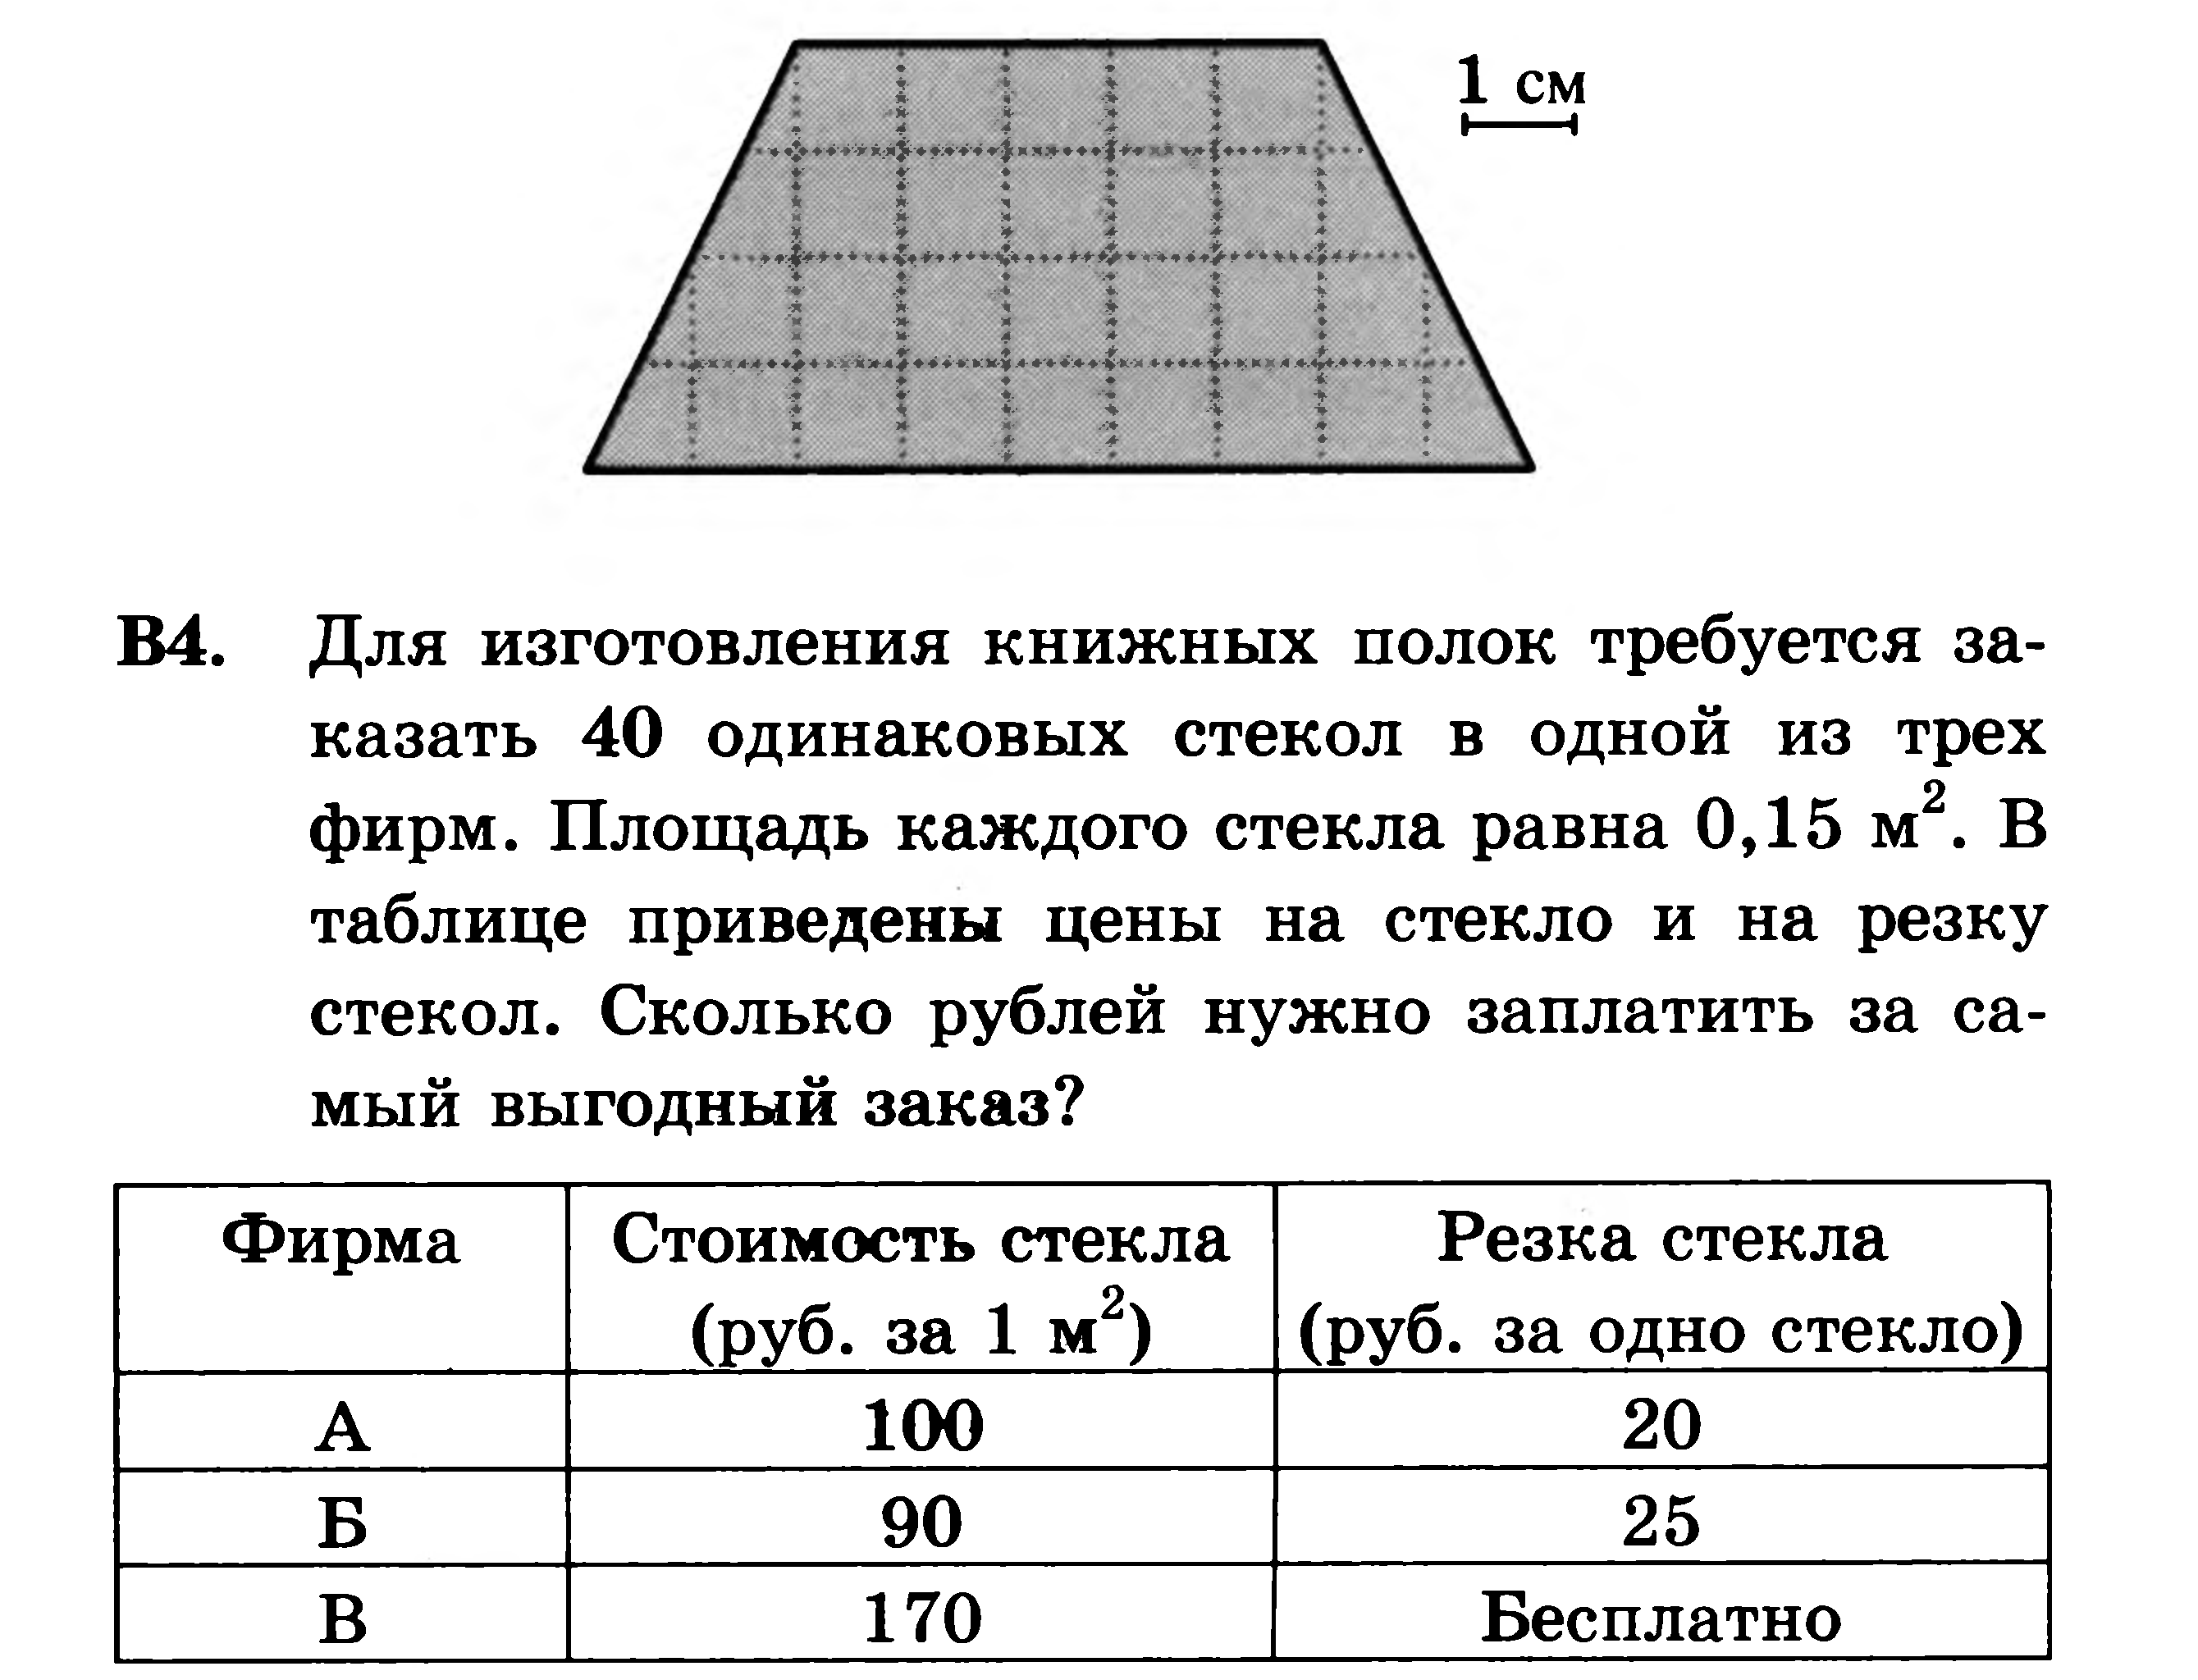 1 см
В4. Для изготовления книжных полок требуется за-
казать 40 одинаковых стекол в одной из трех
фирм. Площадь каждого стекла равна 0,15 м². В
таблице приведены цены на стекло и на резку
стекол. Сколько рублей нужно заплатить за са-
мый выгодный заказ?
Фирма Стоимость стекла Резка стекла
(руб. за 1 м²) (руб. за одно стекло)
А 100 20
Б 90 25
В 170 Бесплатно